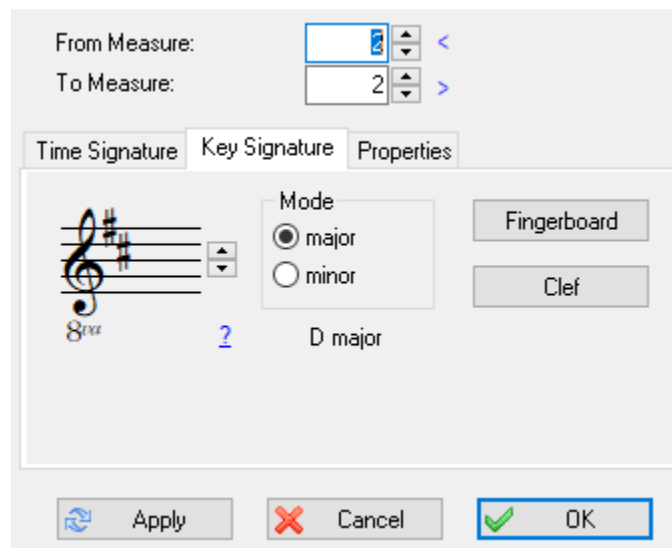 From Measure: 2 <
To Measure: 2 >
Time Signature Key Signature Properties
Mode
major
minor
Fingerboard
Clef
8va
? D major
Apply Cancel OK